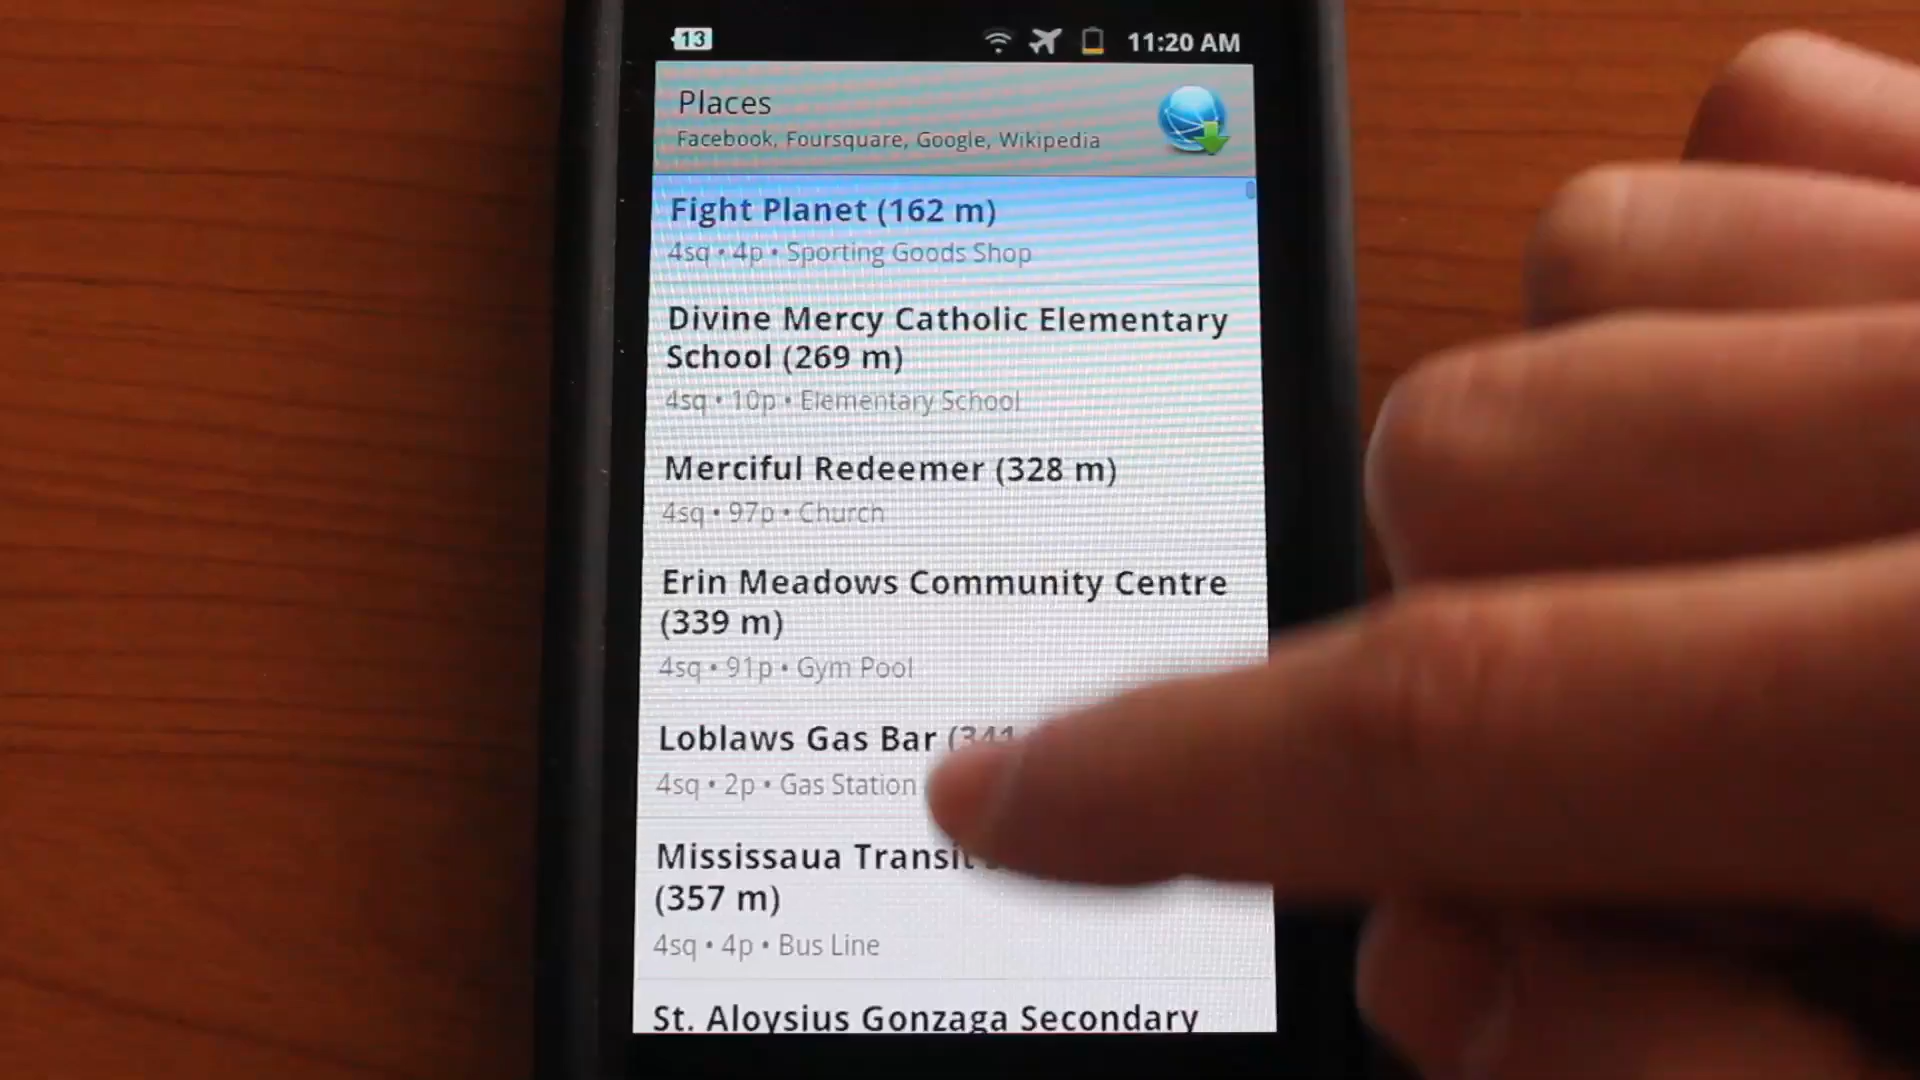 13
11:20 AM
Places
Facebook, Foursquare, Google, Wikipedia
Fight Planet (162 m)
4sq • 4p • Sporting Goods Shop
Divine Mercy Catholic Elementary
School (269 m)
4sq • 10p • Elementary School
Merciful Redeemer (328 m)
4sq • 97p • Church
Erin Meadows Community Centre
(339 m)
4sq • 91p • Gym Pool
Loblaws Gas Bar (341
4sq • 2p • Gas Station
Mississaua Transit
(357 m)
4sq • 4p • Bus Line
St. Aloysius Gonzaga Secondary